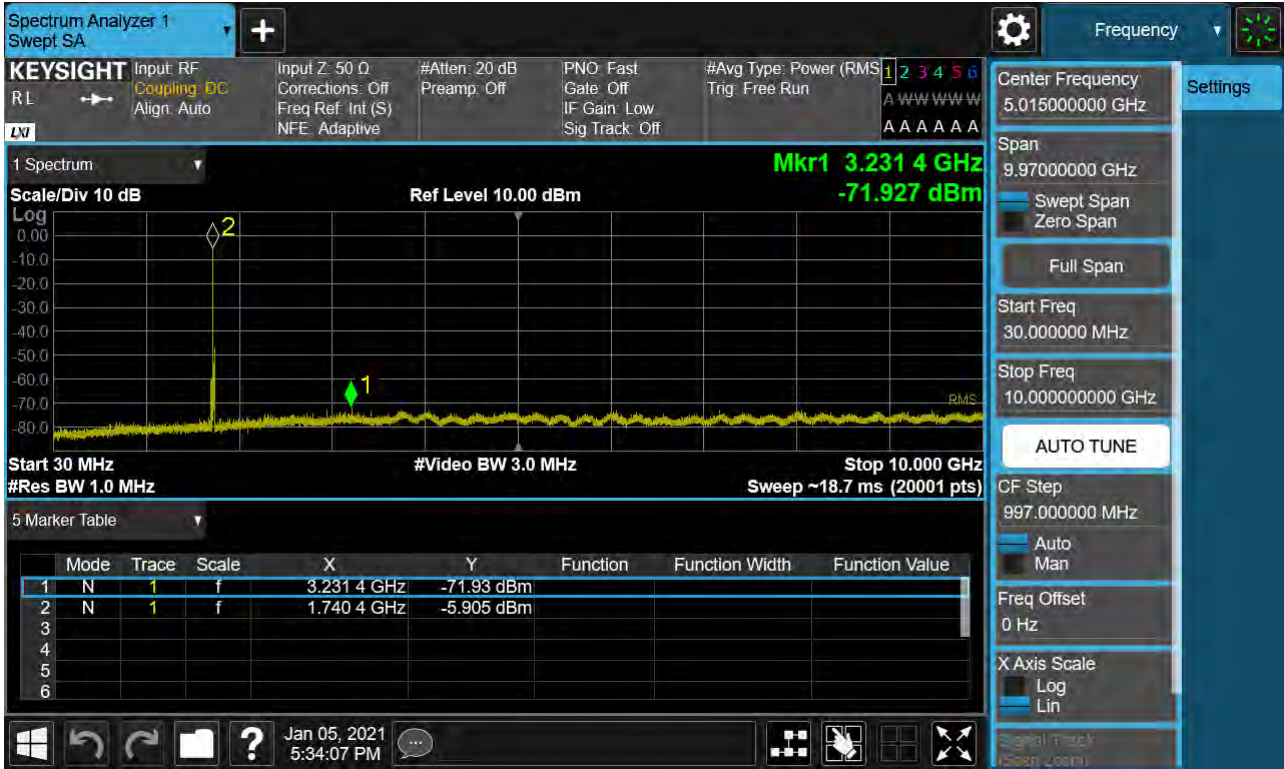 Spectrum Analyzer 1
Swept SA
+
Frequency
KEYSIGHT
RL
LXI
Input: RF
Coupling: DC
Align: Auto
Input Z: 50 Ω
Corrections: Off
Freq Ref: Int (S)
NFE: Adaptive
#Atten: 20 dB
Preamp: Off
PNO: Fast
Gate: Off
IF Gain: Low
Sig Track: Off
#Avg Type: Power (RMS
Trig: Free Run
1 2 3 4 5 6
A W W W W W
A A A A A A
Center Frequency
5.015000000 GHz
Settings
1 Spectrum
Mkr1 3.231 4 GHz
-71.927 dBm
Scale/Div 10 dB
Ref Level 10.00 dBm
Log
0.00
-10.0
-20.0
-30.0
-40.0
-50.0
-60.0
-70.0
-80.0
2
1
RMS
Start 30 MHz
#Video BW 3.0 MHz
Stop 10.000 GHz
#Res BW 1.0 MHz
Sweep ~18.7 ms (20001 pts)
Span
9.97000000 GHz
Swept Span
Zero Span
Full Span
Start Freq
30.000000 MHz
Stop Freq
10.000000000 GHz
AUTO TUNE
CF Step
997.000000 MHz
Auto
Man
Freq Offset
0 Hz
X Axis Scale
Log
Lin
Signal Track
(Span Zoom)
5 Marker Table
Mode Trace Scale X Y Function Function Width Function Value
1 N 1 f 3.231 4 GHz -71.93 dBm
2 N 1 f 1.740 4 GHz -5.905 dBm
3
4
5
6
?
Jan 05, 2021
5:34:07 PM